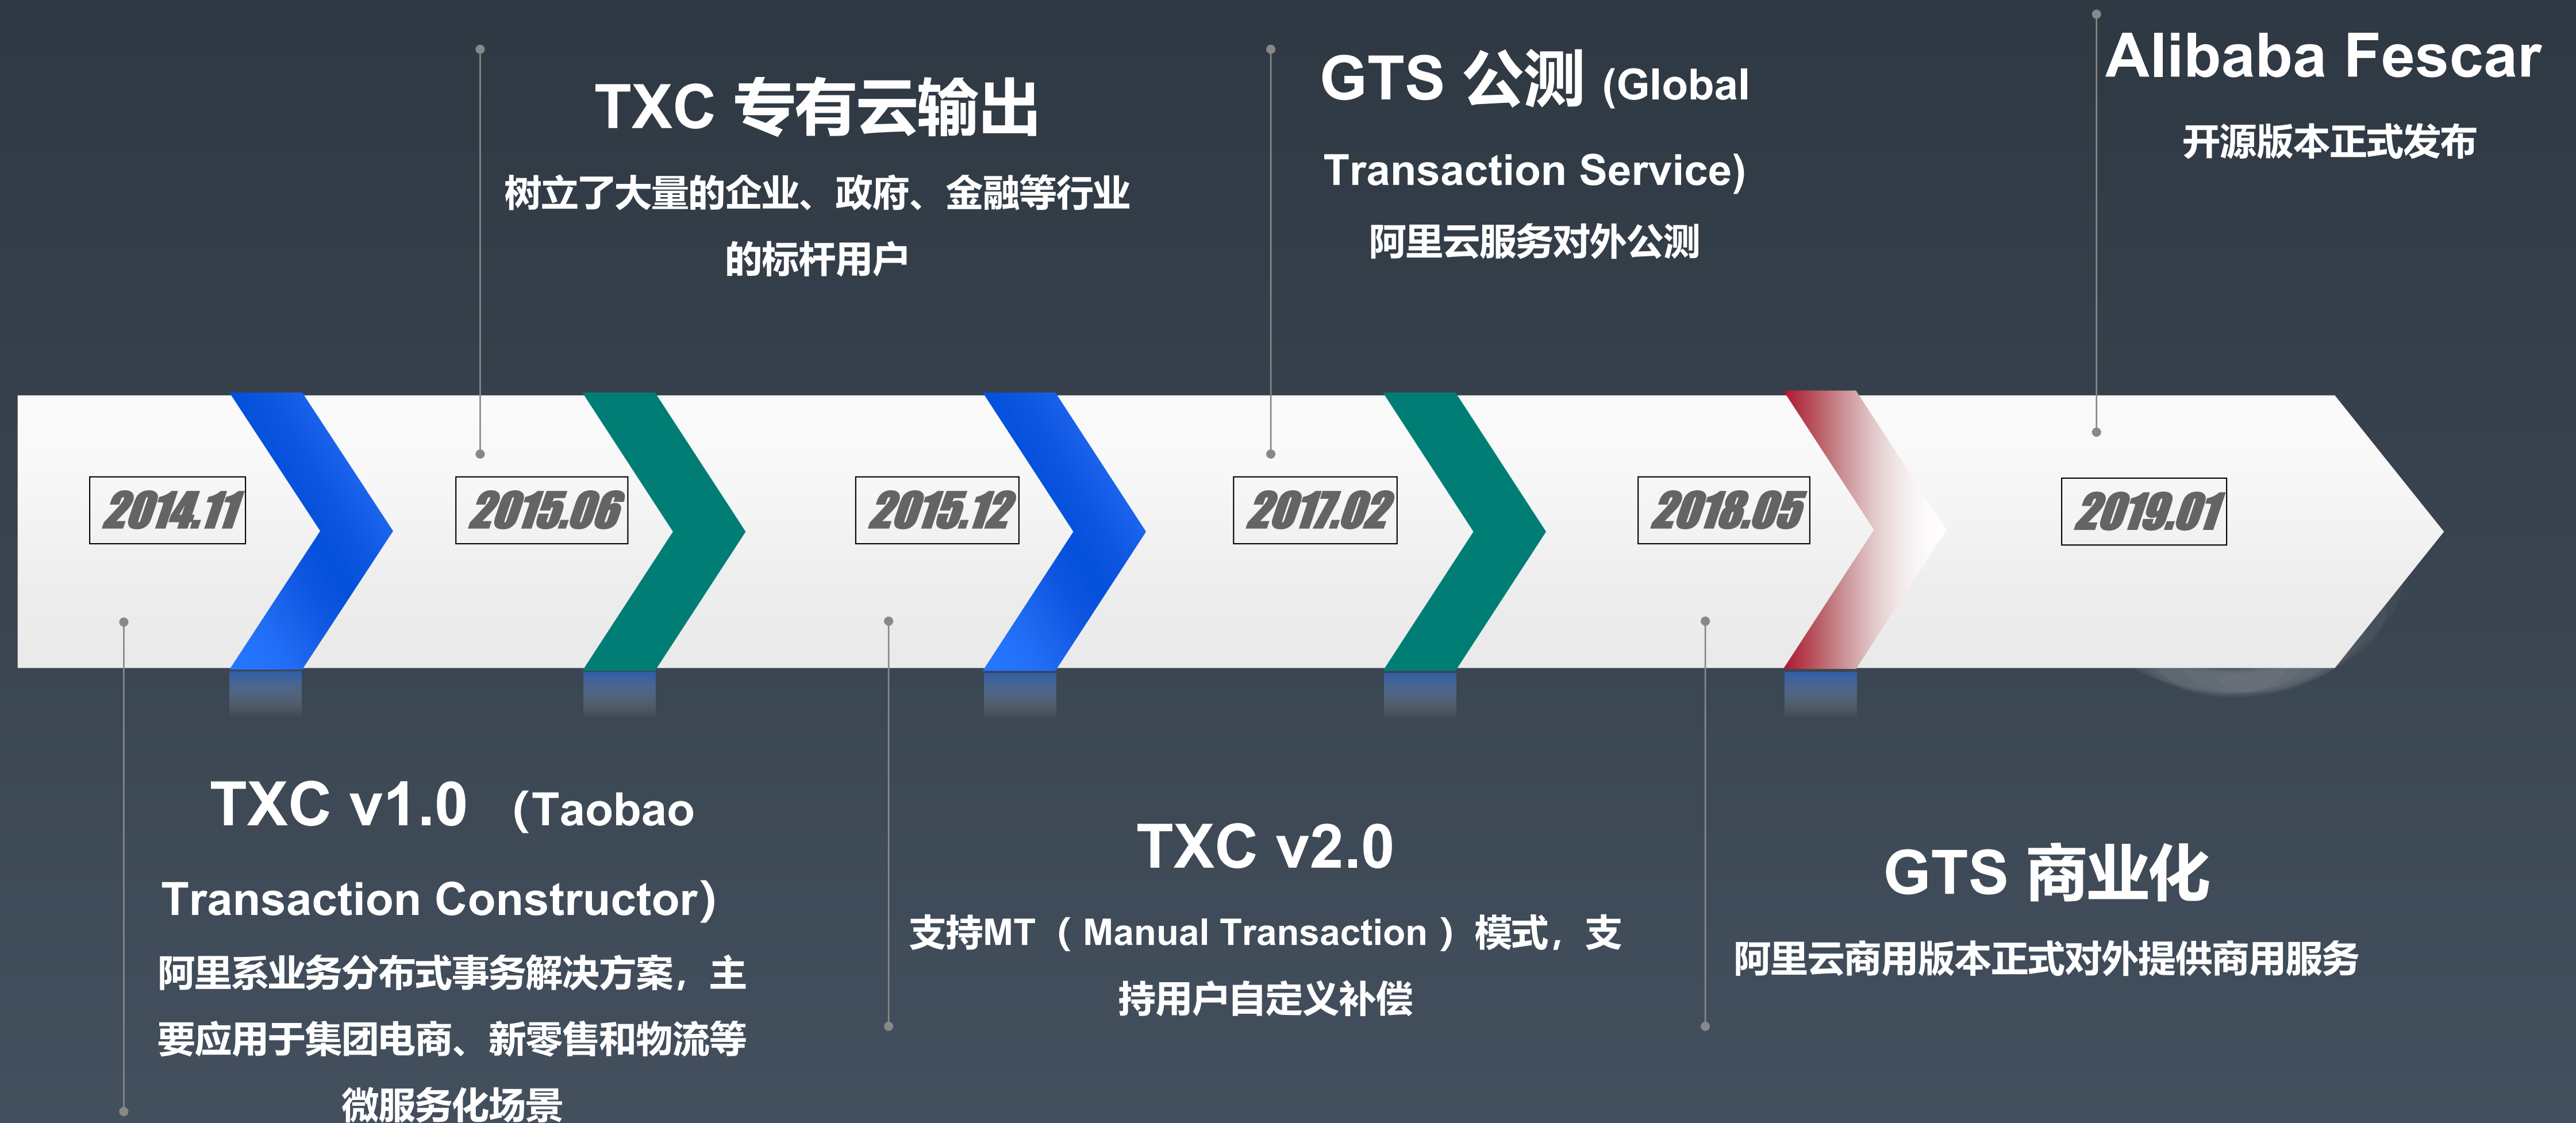 TXC 专有云输出
树立了大量的企业、政府、金融等行业
的标杆用户
GTS 公测 (Global
Transaction Service)
阿里云服务对外公测
Alibaba Fescar
开源版本正式发布
2014.11
2015.06
2015.12
2017.02
2018.05
2019.01
TXC v1.0 （Taobao
Transaction Constructor）
阿里系业务分布式事务解决方案，主
要应用于集团电商、新零售和物流等
微服务化场景
TXC v2.0
支持MT（ Manual Transaction ）模式，支
持用户自定义补偿
GTS 商业化
阿里云商用版本正式对外提供商用服务